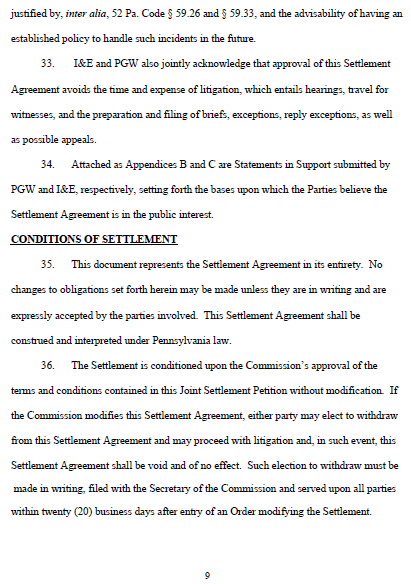 justified by, inter alia, 52 Pa. Code § 59.26 and § 59.33, and the advisability of having an
established policy to handle such incidents in the future.
33. I&E and PGW also jointly acknowledge that approval of this Settlement
Agreement avoids the time and expense of litigation, which entails hearings, travel for
witnesses, and the preparation and filing of briefs, exceptions, reply exceptions, as well
as possible appeals.
34. Attached as Appendices B and C are Statements in Support submitted by
PGW and I&E, respectively, setting forth the bases upon which the Parties believe the
Settlement Agreement is in the public interest.
CONDITIONS OF SETTLEMENT
35. This document represents the Settlement Agreement in its entirety. No
changes to obligations set forth herein may be made unless they are in writing and are
expressly accepted by the parties involved. This Settlement Agreement shall be
construed and interpreted under Pennsylvania law.
36. The Settlement is conditioned upon the Commission's approval of the
terms and conditions contained in this Joint Settlement Petition without modification. If
the Commission modifies this Settlement Agreement, either party may elect to withdraw
from this Settlement Agreement and may proceed with litigation and, in such event, this
Settlement Agreement shall be void and of no effect. Such election to withdraw must be
made in writing, filed with the Secretary of the Commission and served upon all parties
within twenty (20) business days after entry of an Order modifying the Settlement.
9